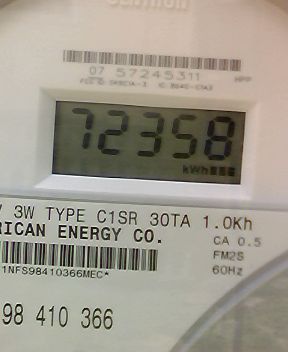 07 57245311 HPP
72358
kWh
V 3W TYPE C1SR 30TA 1.0Kh
RICAN ENERGY CO.
CA 0.5
FM2S
60Hz
1NFS98410366MEC*
98 410 366